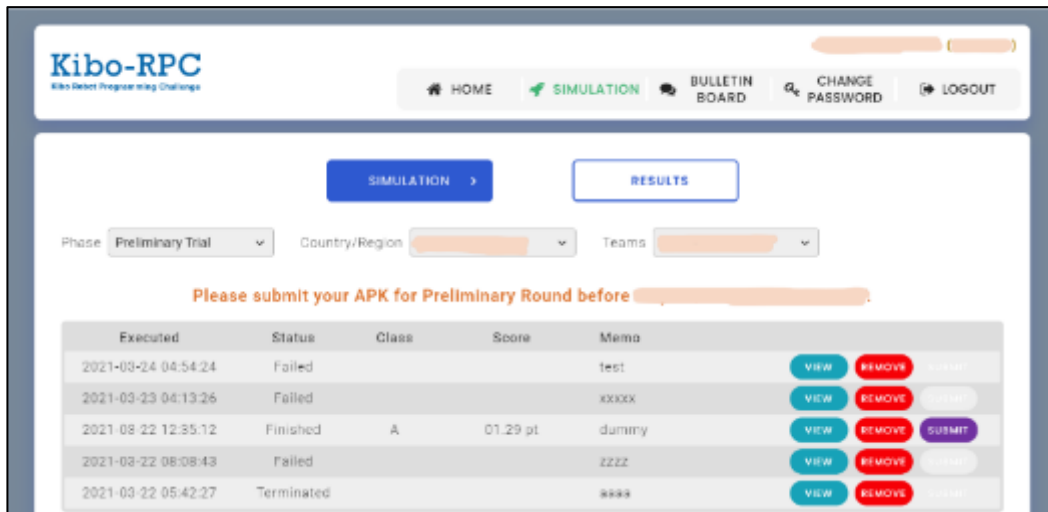 Kibo-RPC
Kibo Robot Programming Challenge
HOME SIMULATION BULLETIN BOARD CHANGE PASSWORD LOGOUT
SIMULATION > RESULTS
Phase Preliminary Trial Country/Region Teams
Please submit your APK for Preliminary Round before .
Executed Status Class Score Memo
2021-03-24 04:54:24 Failed test VIEW REMOVE SUBMIT
2021-03-23 04:13:26 Failed xxxxx VIEW REMOVE SUBMIT
2021-03-22 12:35:12 Finished A 01.29 pt dummy VIEW REMOVE SUBMIT
2021-03-22 08:08:43 Failed zzzz VIEW REMOVE SUBMIT
2021-03-22 05:42:27 Terminated aaaa VIEW REMOVE SUBMIT